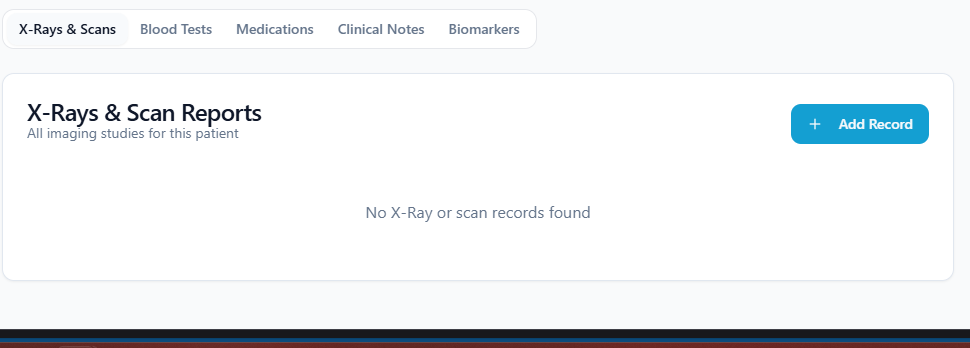 X-Rays & Scans Blood Tests Medications Clinical Notes Biomarkers
X-Rays & Scan Reports
All imaging studies for this patient
+ Add Record
No X-Ray or scan records found